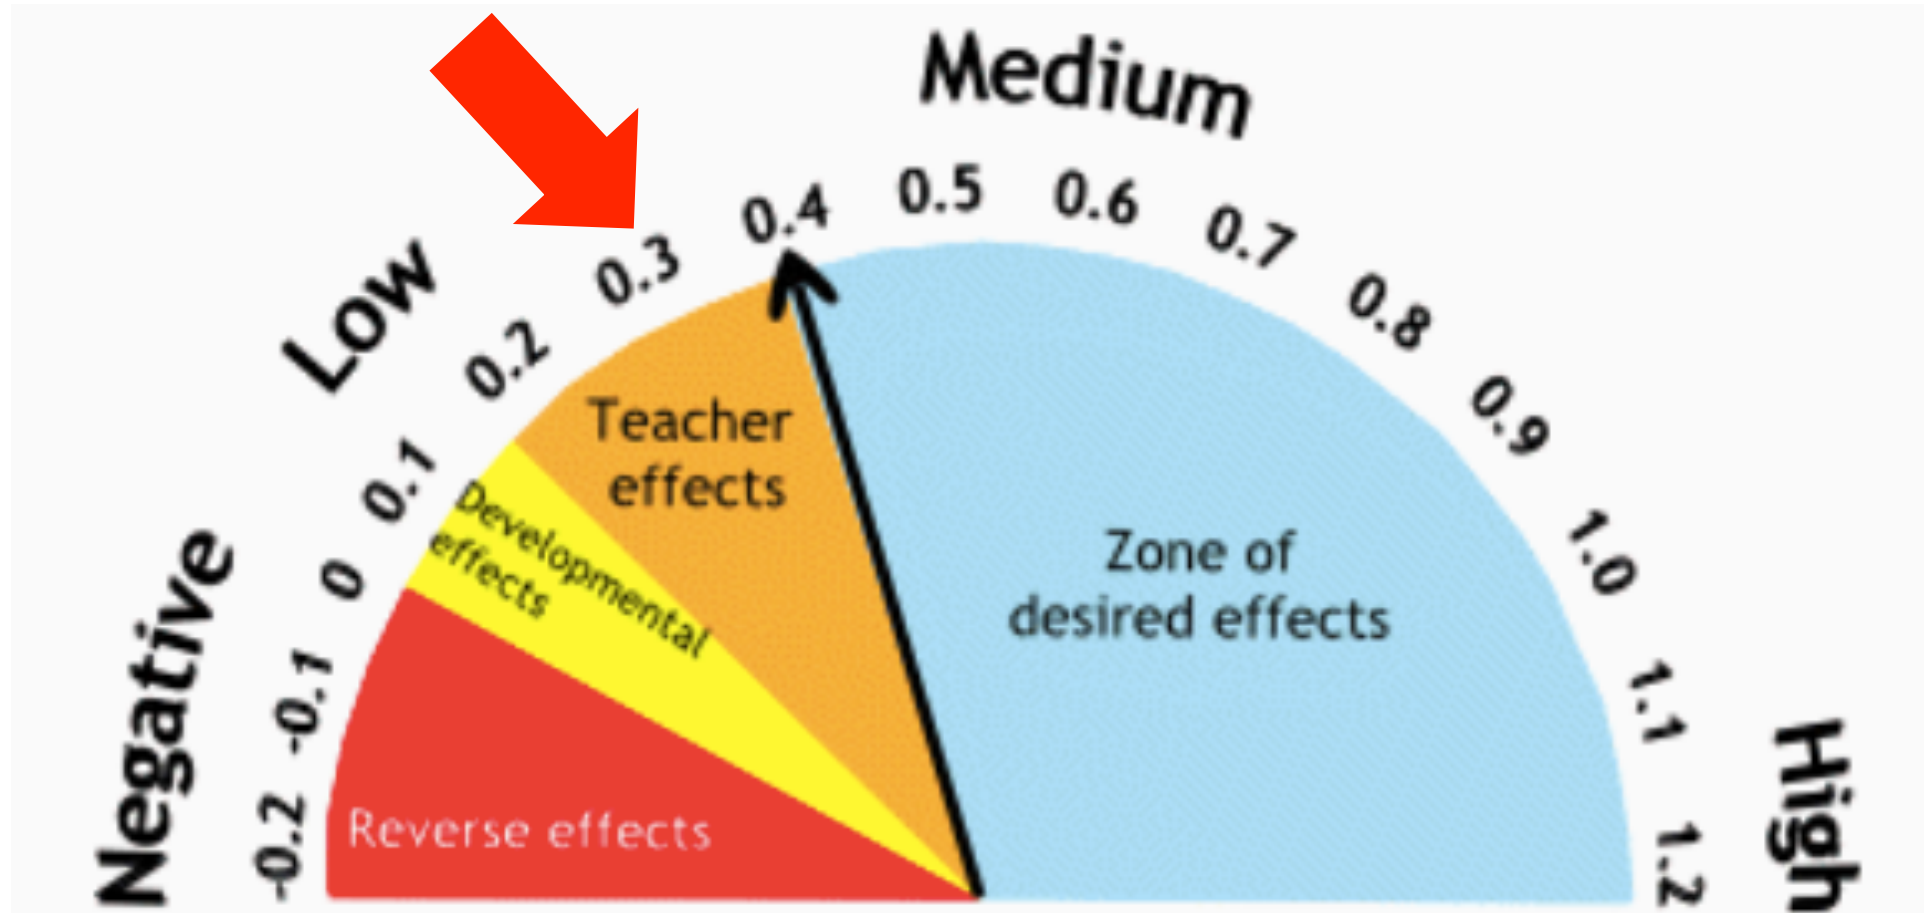 Negative
Low
Medium
High
-0.2
-0.1
0
0.1
0.2
0.3
0.4
0.5
0.6
0.7
0.8
0.9
1.0
1.1
1.2
Reverse effects
Developmental
effects
Teacher
effects
Zone of
desired effects